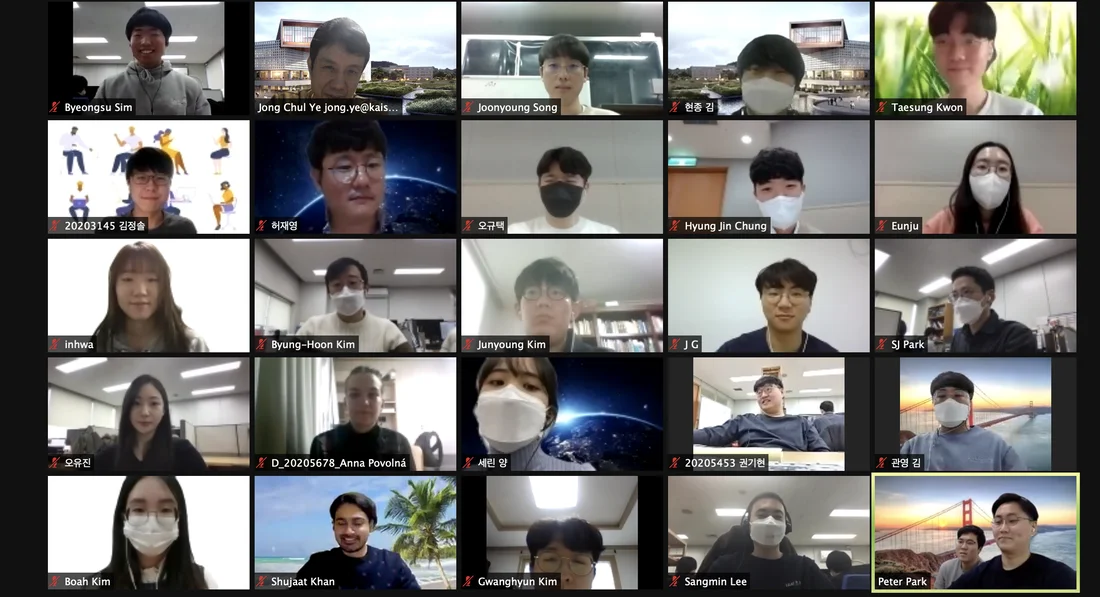 Byeongsu Sim
Jong Chul Ye jong.ye@kais...
Joonyoung Song
현종 김
Taesung Kwon
20203145 김정솔
허재영
오규택
Hyung Jin Chung
Eunju
inhwa
Byung-Hoon Kim
Junyoung Kim
J G
SJ Park
오유진
D_20205678_Anna Povolná
세린 양
20205453 권기현
관영 김
Boah Kim
Shujaat Khan
Gwanghyun Kim
Sangmin Lee
Peter Park